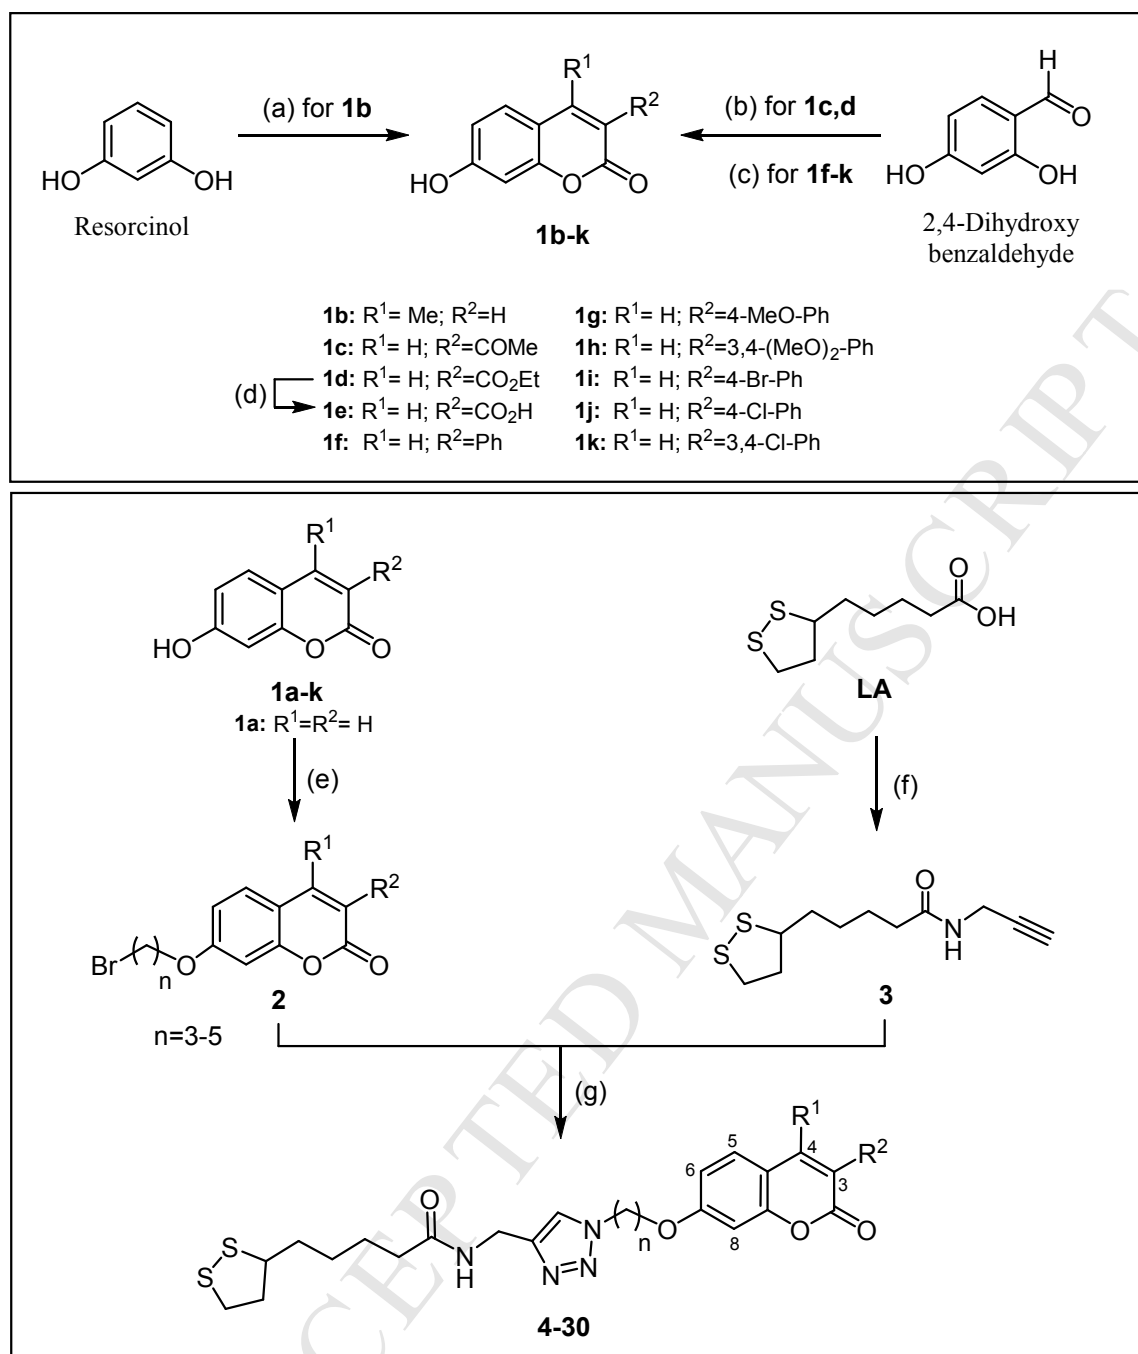 (a) for 1b
(b) for 1c,d
(c) for 1f-k
HO
OH
Resorcinol
R¹
R²
HO
O
O
1b-k
H
O
HO
OH
2,4-Dihydroxy
benzaldehyde
1b: R¹= Me; R²=H
1c: R¹= H; R²=COMe
1d: R¹= H; R²=CO₂Et
(d)
1e: R¹= H; R²=CO₂H
1f: R¹= H; R²=Ph
1g: R¹= H; R²=4-MeO-Ph
1h: R¹= H; R²=3,4-(MeO)₂-Ph
1i: R¹= H; R²=4-Br-Ph
1j: R¹= H; R²=4-Cl-Ph
1k: R¹= H; R²=3,4-Cl-Ph
R¹
R²
HO
O
O
1a-k
1a: R¹=R²= H
(e)
O
S
S
OH
LA
(f)
R¹
R²
Br
n
O
O
O
2
n=3-5
O
S
S
N
H
3
(g)
R¹
R²
5
4
6
3
8
O
S
S
N
H
N
N
N
n
O
O
O
4-30
ACCEPTED MANUSCRIPT